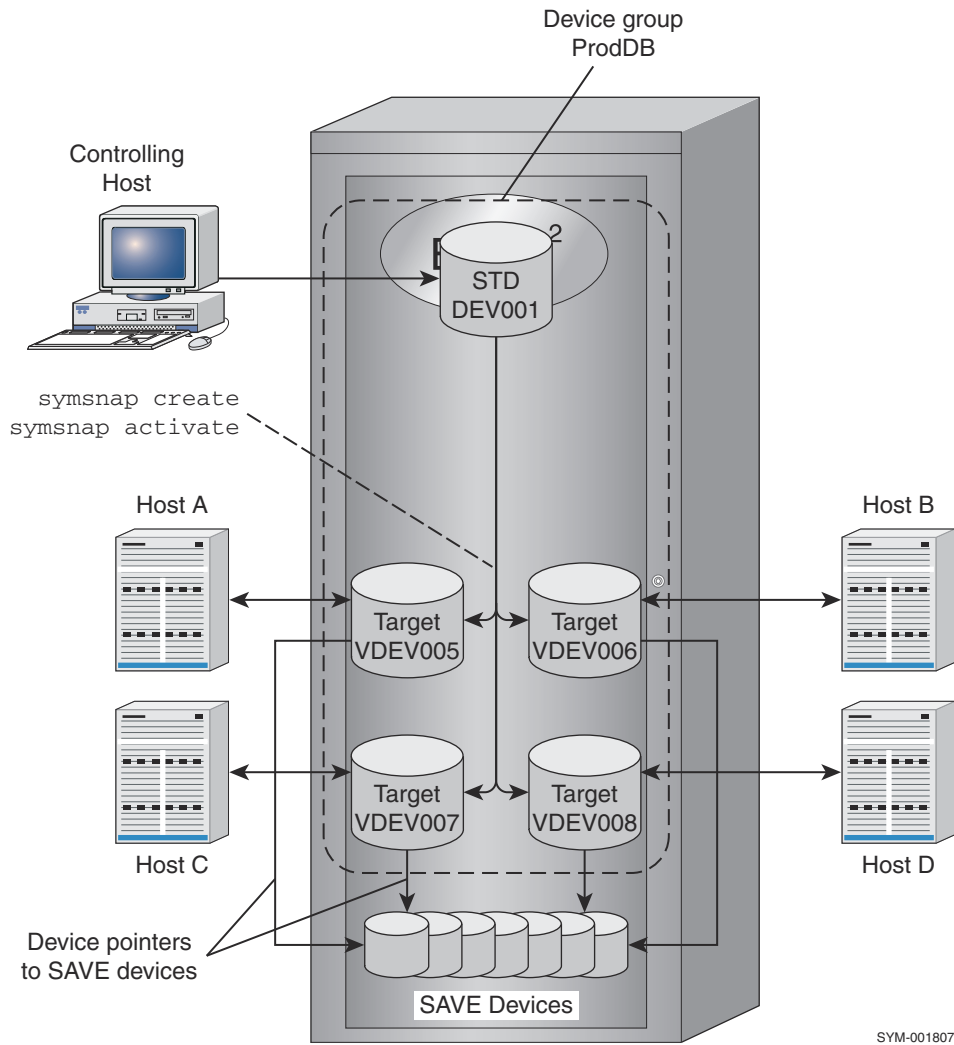 Device group
ProdDB
Controlling
Host
2
STD
DEV001
symsnap create
symsnap activate
Host A
Host B
Target
VDEV005
Target
VDEV006
Target
VDEV007
Target
VDEV008
Host C
Host D
Device pointers
to SAVE devices
SAVE Devices
SYM-001807